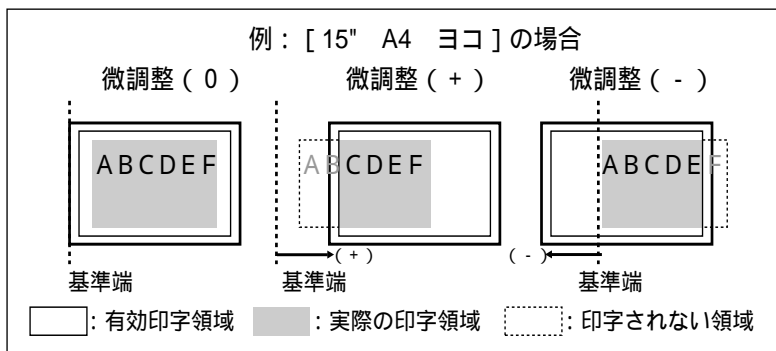 例：[ 15"　A4　ヨコ ] の場合
微調整（ 0 ）　微調整（ + ）　微調整（ - ）
ABCDEF　ABCDEF　ABCDEF
( + )　( - )
基準端　基準端　基準端
: 有効印字領域　: 実際の印字領域　: 印字されない領域